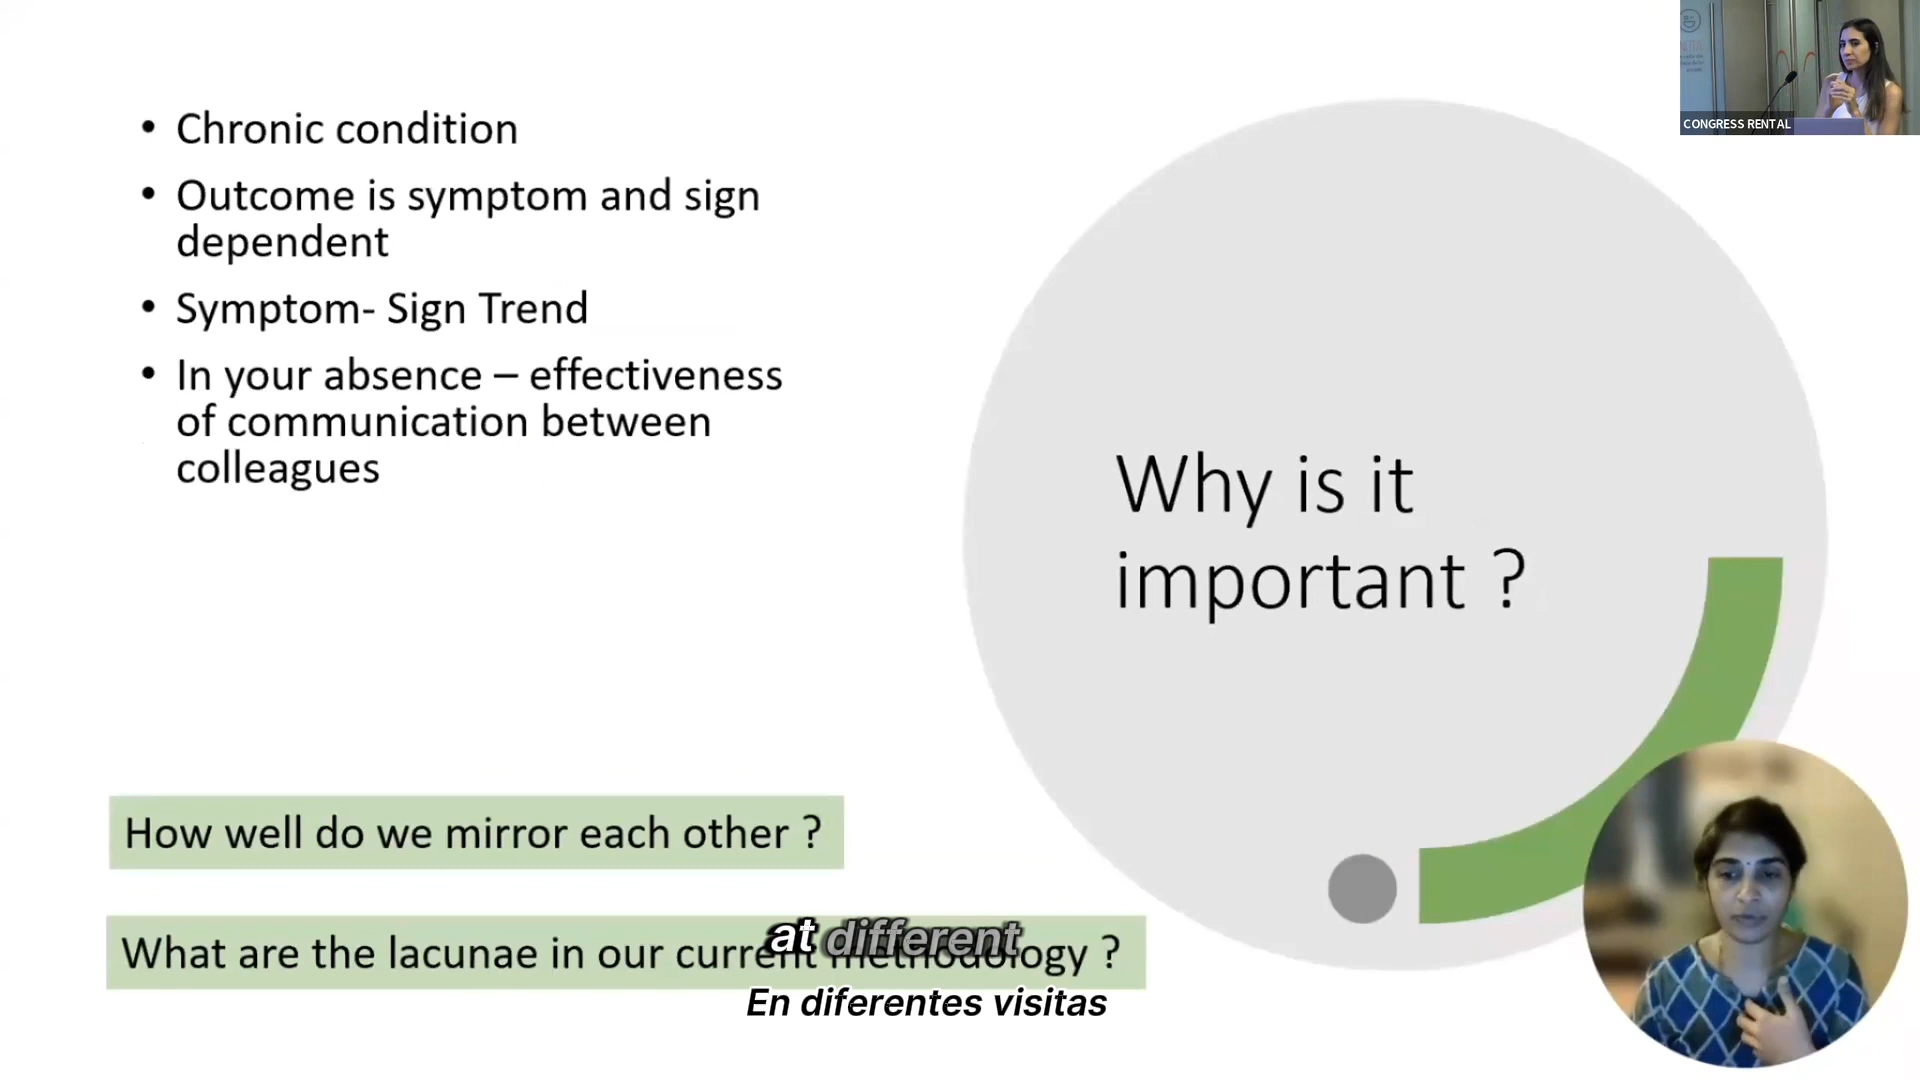 • Chronic condition
• Outcome is symptom and sign
dependent
• Symptom- Sign Trend
• In your absence – effectiveness
of communication between
colleagues
Why is it
important ?
How well do we mirror each other ?
What are the lacunae in our current methodology ?
at different
En diferentes visitas
CONGRESS RENTAL